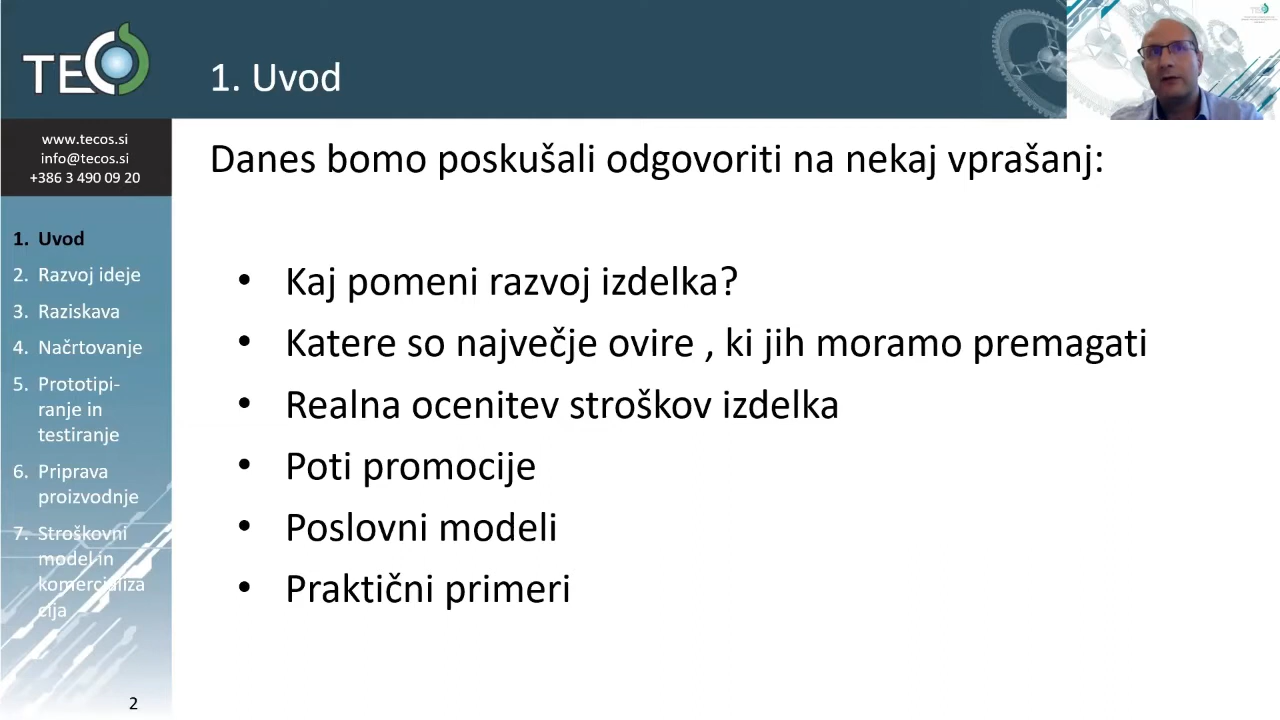 TECOS
1. Uvod
www.tecos.si
info@tecos.si
+386 3 490 09 20
1. Uvod
2. Razvoj ideje
3. Raziskava
4. Načrtovanje
5. Prototipi-
ranje in
testiranje
6. Priprava
proizvodnje
7. Stroškovni
model in
komercializa
cija
2
Danes bomo poskušali odgovoriti na nekaj vprašanj:
• Kaj pomeni razvoj izdelka?
• Katere so največje ovire , ki jih moramo premagati
• Realna ocenitev stroškov izdelka
• Poti promocije
• Poslovni modeli
• Praktični primeri